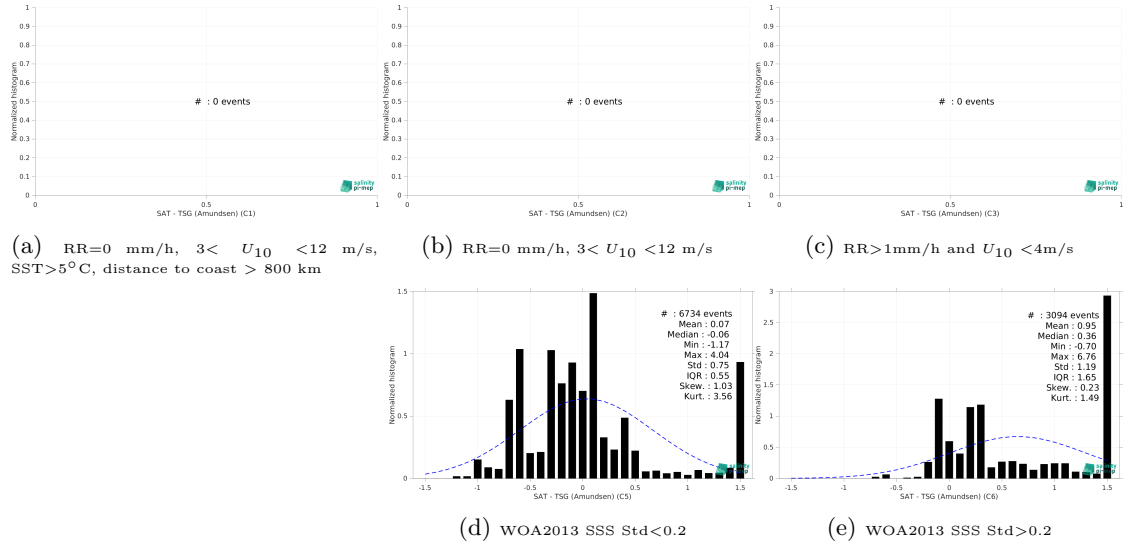 1
0.9
0.8
0.7
0.6
0.5
0.4
0.3
0.2
0.1
0
Normalized histogram
# : 0 events
salinity
pi-mep
0 0.5 1
SAT - TSG (Amundsen) (C1)
(a) RR=0 mm/h, 3< U10 <12 m/s,
SST>5°C, distance to coast > 800 km
1
0.9
0.8
0.7
0.6
0.5
0.4
0.3
0.2
0.1
0
Normalized histogram
# : 0 events
salinity
pi-mep
0 0.5 1
SAT - TSG (Amundsen) (C2)
(b) RR=0 mm/h, 3< U10 <12 m/s
1
0.9
0.8
0.7
0.6
0.5
0.4
0.3
0.2
0.1
0
Normalized histogram
# : 0 events
salinity
pi-mep
0 0.5 1
SAT - TSG (Amundsen) (C3)
(c) RR>1mm/h and U10 <4m/s
1.5
1
0.5
0
Normalized histogram
# : 6734 events
Mean : 0.07
Median : -0.06
Min : -1.17
Max : 4.04
Std : 0.75
IQR : 0.55
Skew. : 1.03
Kurt. : 3.56
salinity
pi-mep
-1.5 -1 -0.5 0 0.5 1 1.5
SAT - TSG (Amundsen) (C5)
(d) WOA2013 SSS Std<0.2
3
2.5
2
1.5
1
0.5
0
Normalized histogram
# : 3094 events
Mean : 0.95
Median : 0.36
Min : -0.70
Max : 6.76
Std : 1.19
IQR : 1.65
Skew. : 0.23
Kurt. : 1.49
salinity
pi-mep
-1.5 -1 -0.5 0 0.5 1 1.5
SAT - TSG (Amundsen) (C6)
(e) WOA2013 SSS Std>0.2